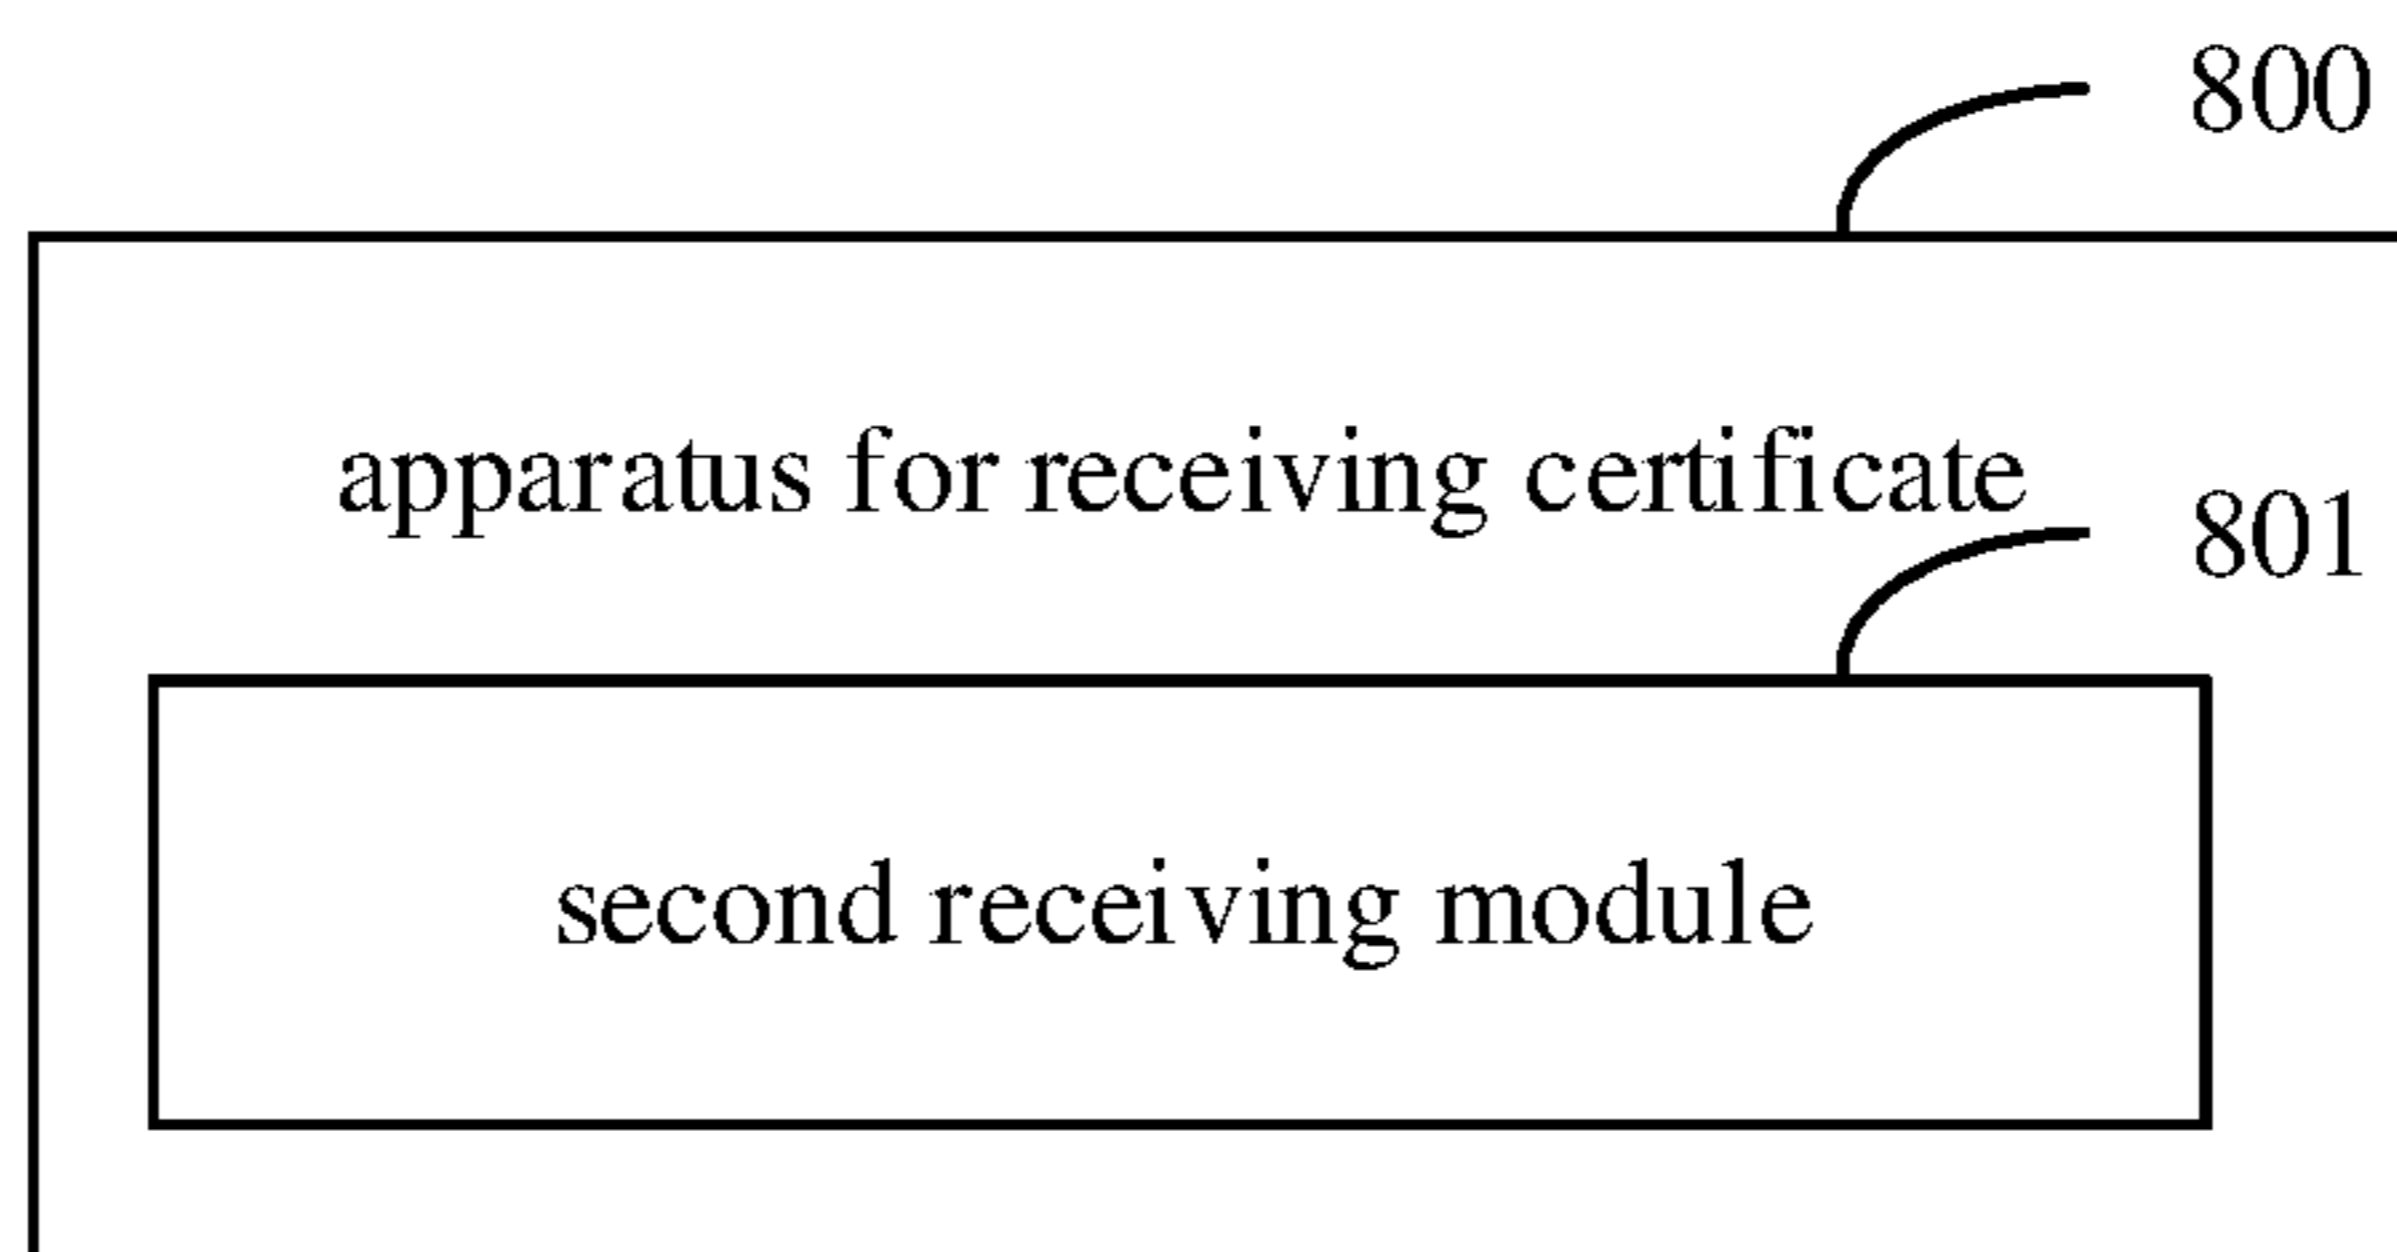 800
apparatus for receiving certificate
801
second receiving module